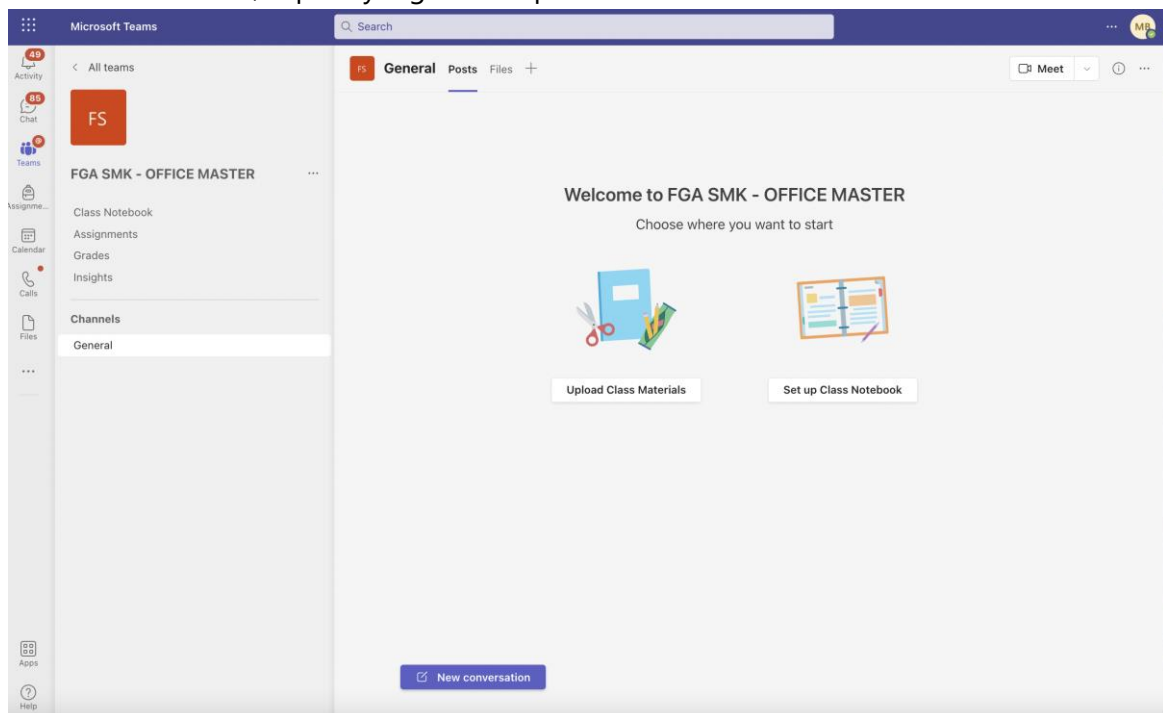 Microsoft Teams
Search
MB
49
Activity
85
Chat
Teams
Assignme...
Calendar
Calls
Files
Apps
Help
All teams
FS
FGA SMK - OFFICE MASTER
Class Notebook
Assignments
Grades
Insights
Channels
General
FS General Posts Files
Meet
Welcome to FGA SMK - OFFICE MASTER
Choose where you want to start
Upload Class Materials
Set up Class Notebook
New conversation